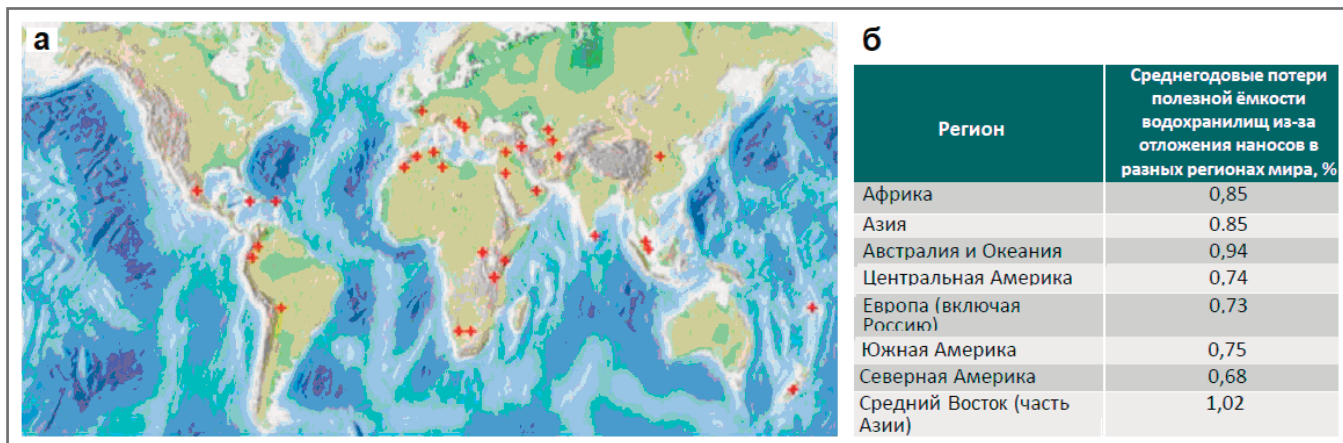 а
б
Регион
Среднегодовые потери
полезной ёмкости
водохранилищ из-за
отложения наносов в
разных регионах мира, %
Африка 0,85
Азия 0.85
Австралия и Океания 0,94
Центральная Америка 0,74
Европа (включая 0,73
Россию)
Южная Америка 0,75
Северная Америка 0,68
Средний Восток (часть 1,02
Азии)